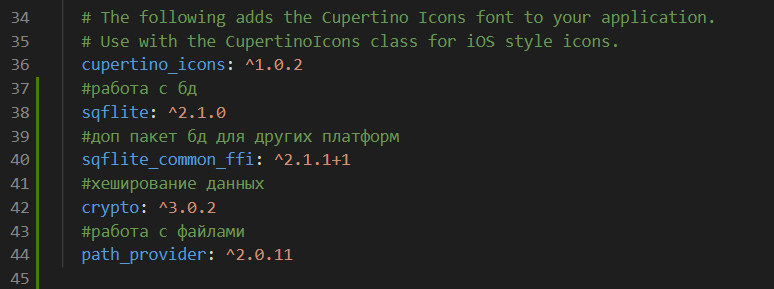 34 # The following adds the Cupertino Icons font to your application.
35 # Use with the CupertinoIcons class for iOS style icons.
36 cupertino_icons: ^1.0.2
37 #работа с бд
38 sqflite: ^2.1.0
39 #доп пакет бд для других платформ
40 sqflite_common_ffi: ^2.1.1+1
41 #хеширование данных
42 crypto: ^3.0.2
43 #работа с файлами
44 path_provider: ^2.0.11
45